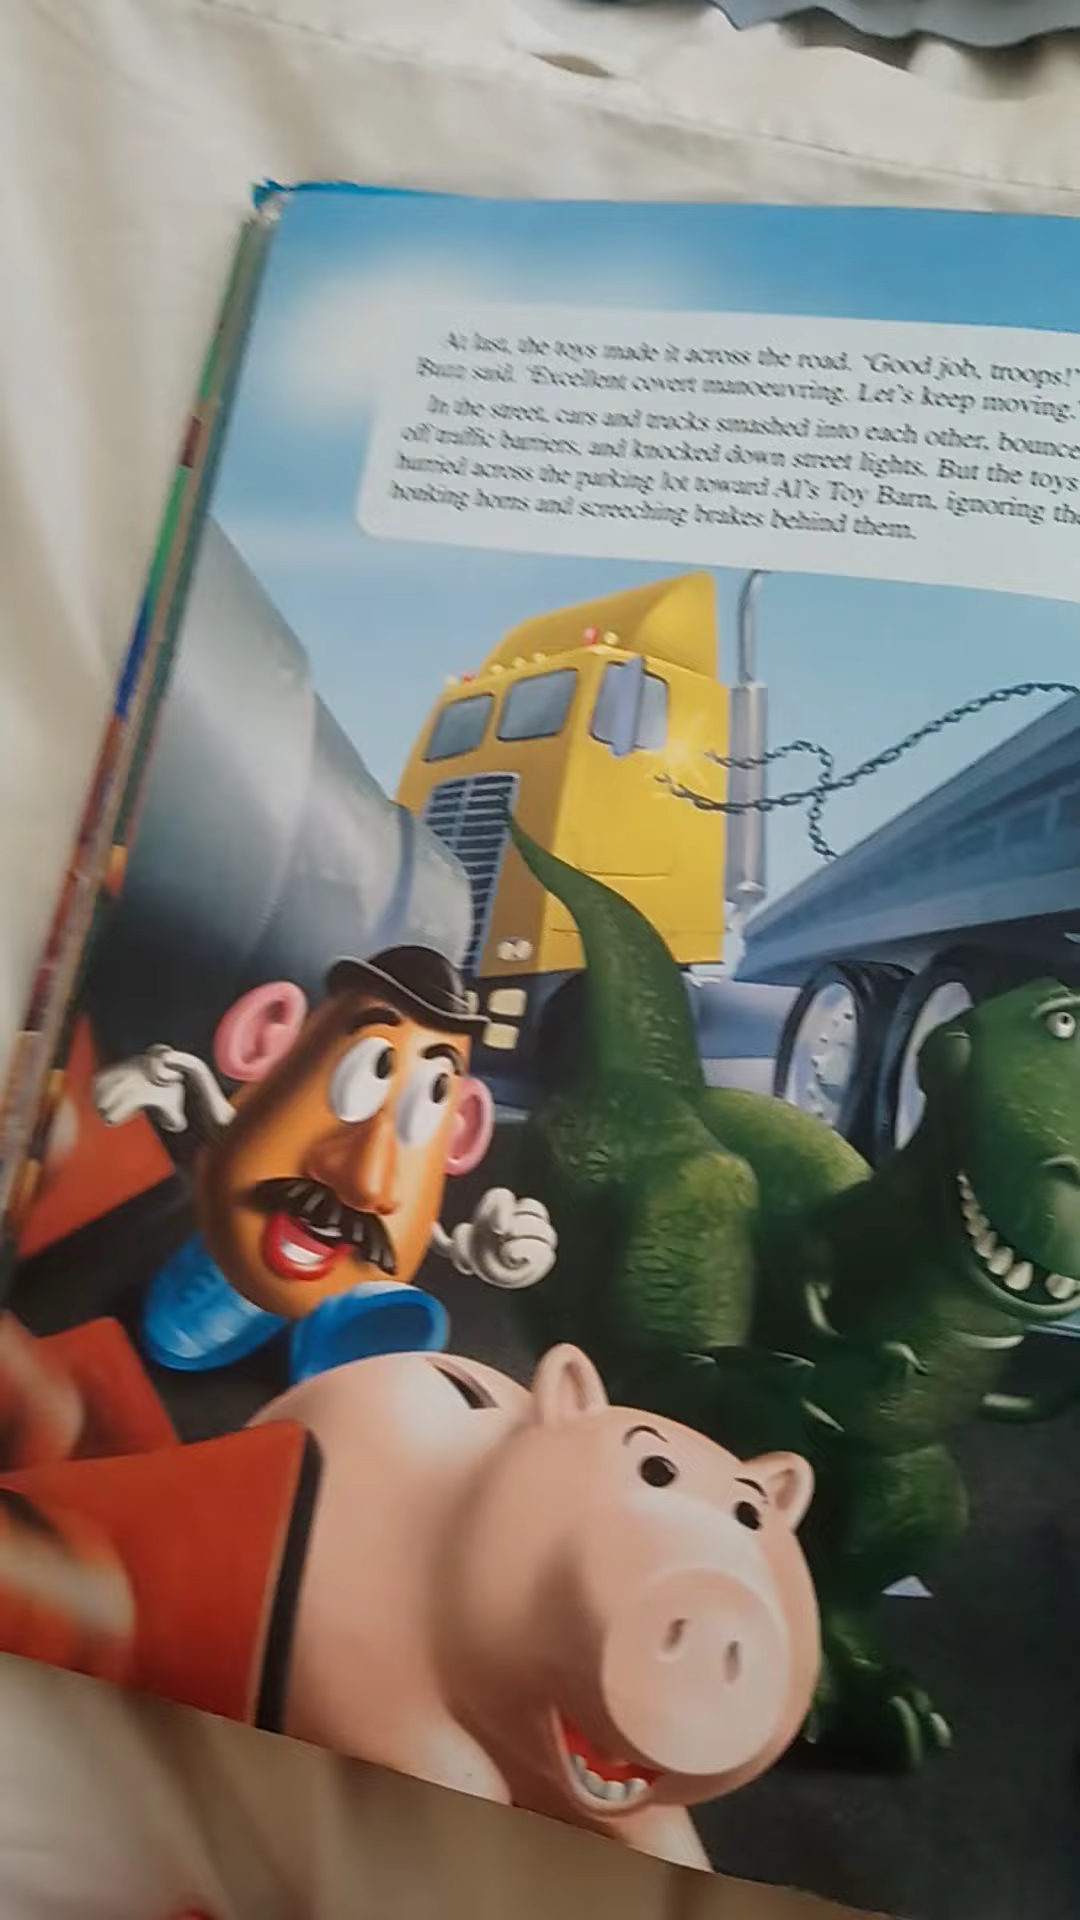 At last, the toys made it across the road. "Good job, troops!"
Buzz said. "Excellent covert manoeuvring. Let's keep moving."
In the street, cars and trucks smashed into each other, bounce
off traffic barriers, and knocked down street lights. But the toys
hurried across the parking lot toward Al's Toy Barn, ignoring the
honking horns and screeching brakes behind them.